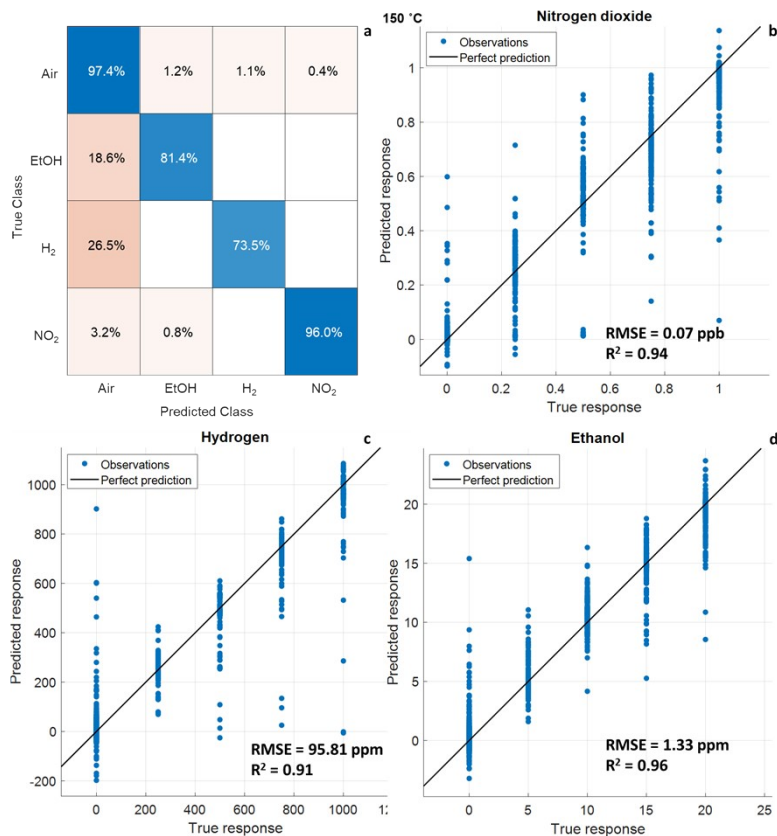 a
Air
97.4%
1.2%
1.1%
0.4%
EtOH
18.6%
81.4%
H₂
26.5%
73.5%
NO₂
3.2%
0.8%
96.0%
Air
EtOH
H₂
NO₂
True Class
Predicted Class
150 ˚C
Nitrogen dioxide
b
Observations
Perfect prediction
1
0.8
0.6
0.4
0.2
0
Predicted response
RMSE = 0.07 ppb
R² = 0.94
0
0.2
0.4
0.6
0.8
1
True response
Hydrogen
c
Observations
Perfect prediction
1000
800
600
400
200
0
-200
Predicted response
RMSE = 95.81 ppm
R² = 0.91
0
200
400
600
800
1000
True response
Ethanol
d
Observations
Perfect prediction
20
15
10
5
0
Predicted response
RMSE = 1.33 ppm
R² = 0.96
0
5
10
15
20
25
True response